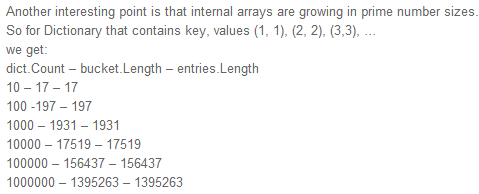 Another interesting point is that internal arrays are growing in prime number sizes.
So for Dictionary that contains key, values (1, 1), (2, 2), (3,3), …
we get:
dict.Count – bucket.Length – entries.Length
10 – 17 – 17
100 -197 – 197
1000 – 1931 – 1931
10000 – 17519 – 17519
100000 – 156437 – 156437
1000000 – 1395263 – 1395263